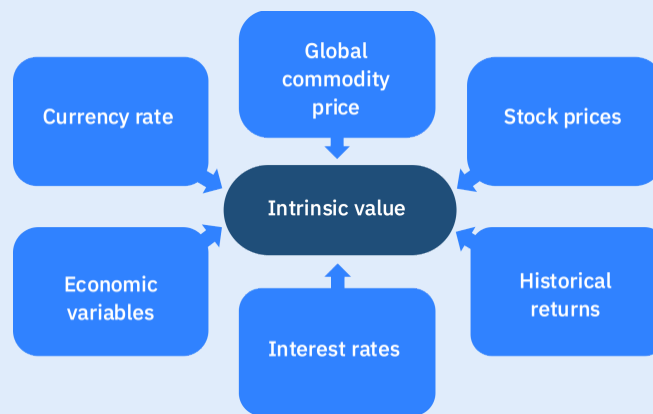 Global
commodity
price
Currency rate
Stock prices
Intrinsic value
Economic
variables
Historical
returns
Interest rates